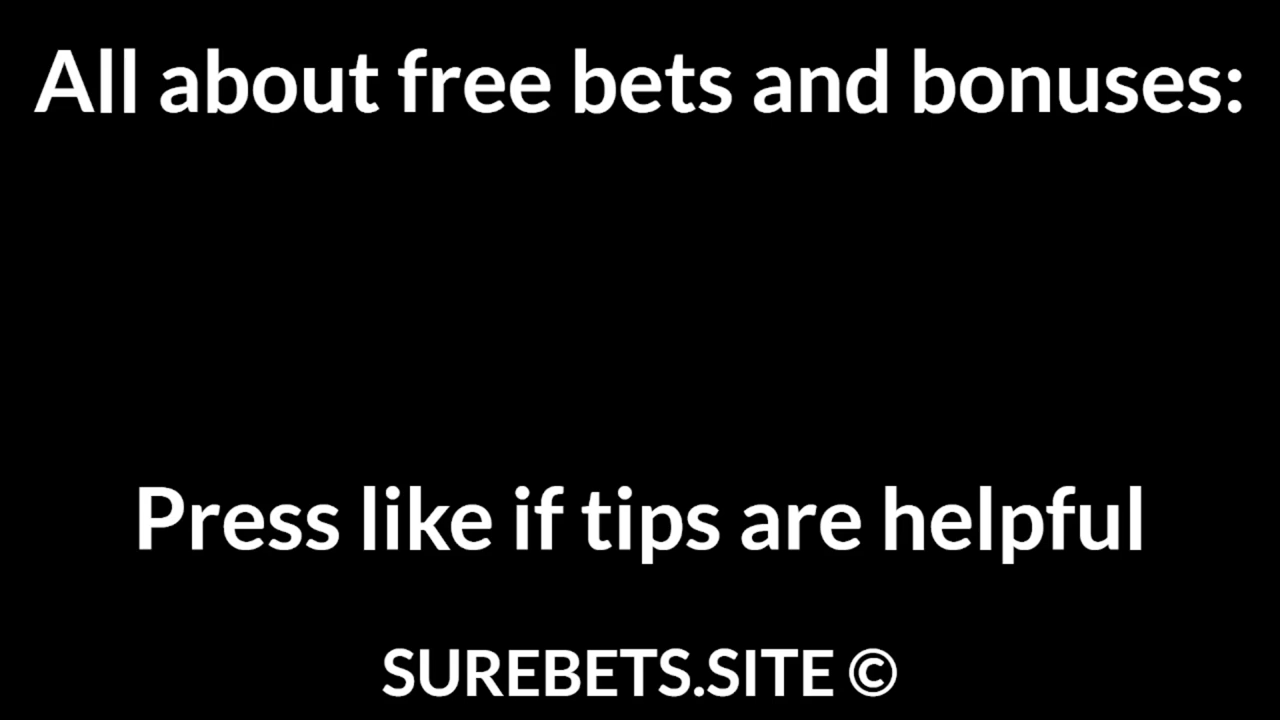 All about free bets and bonuses:
Press like if tips are helpful
SUREBETS.SITE ©